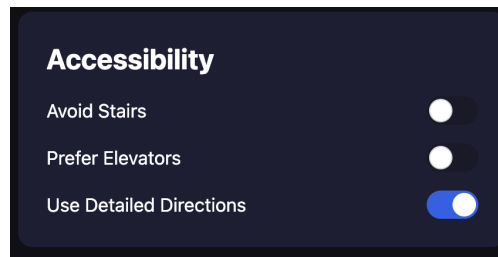 Accessibility
Avoid Stairs
Prefer Elevators
Use Detailed Directions